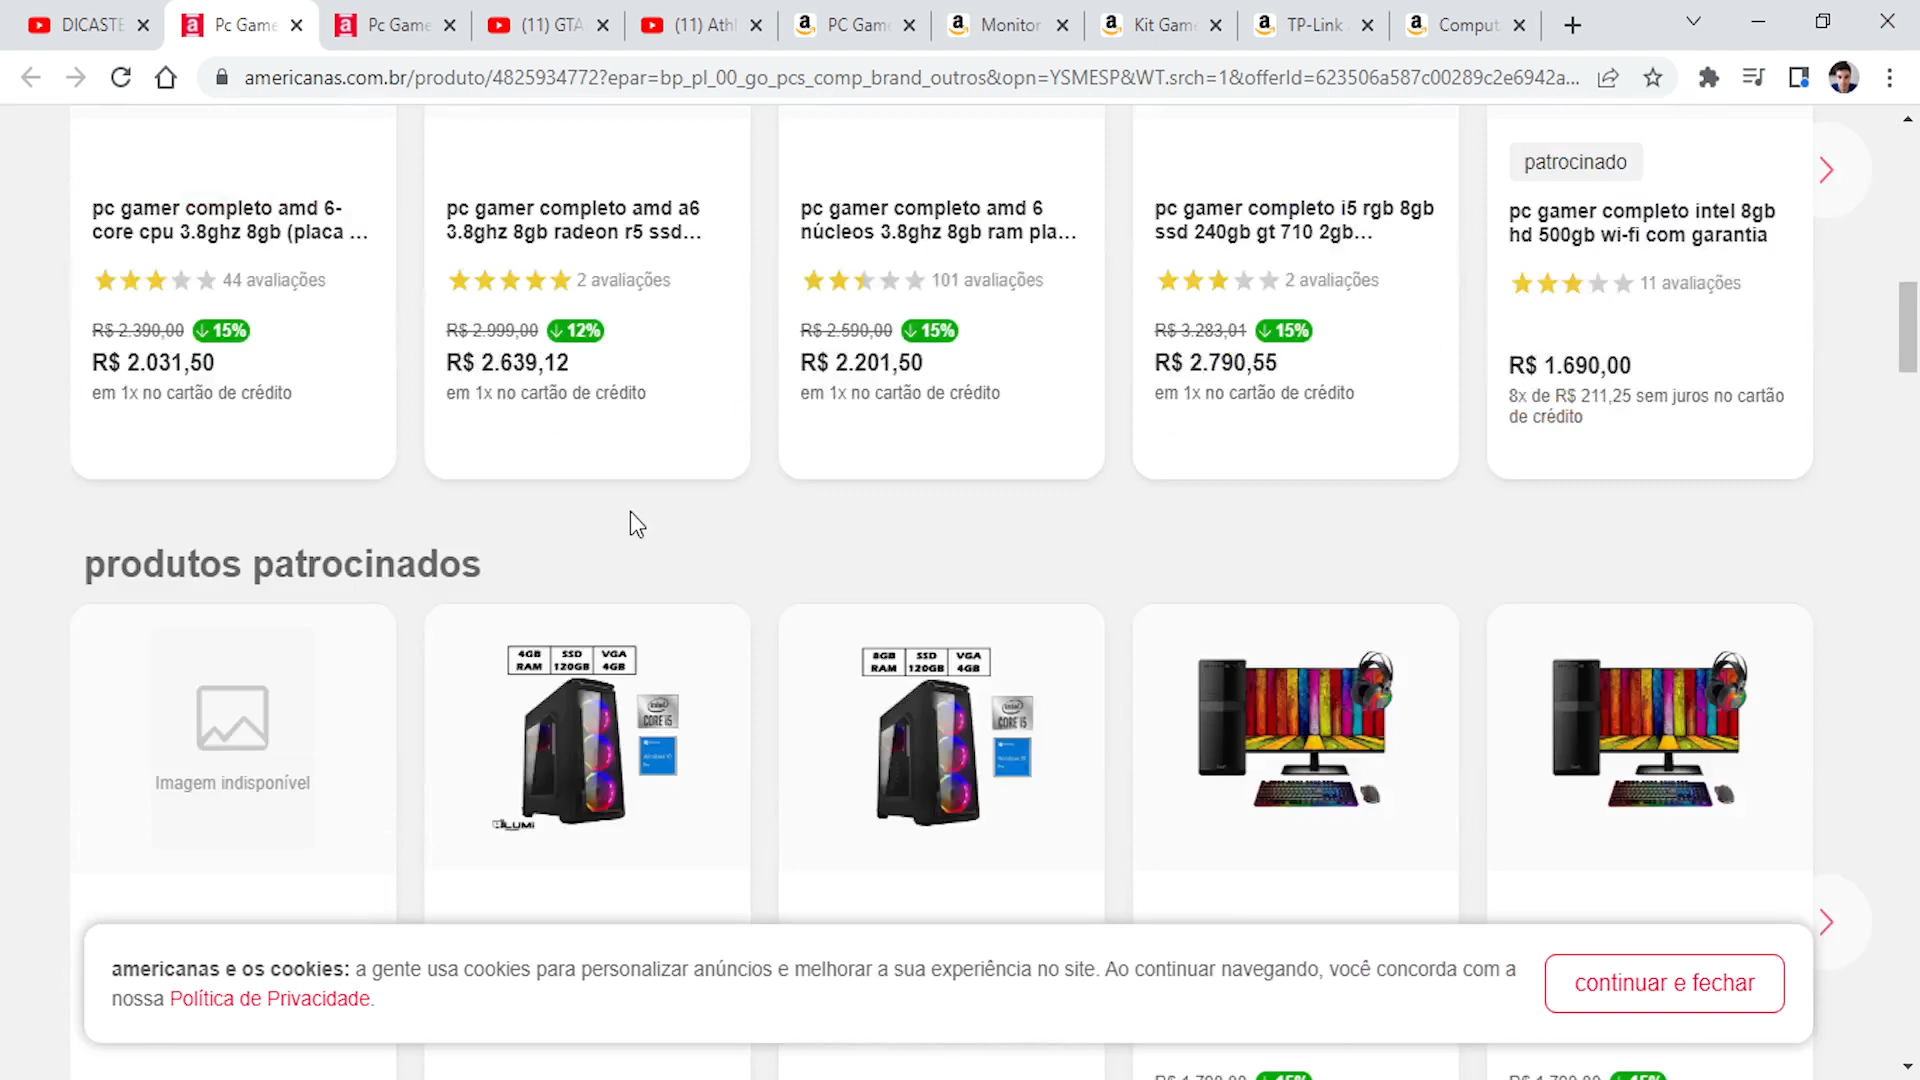 DICASTE
Pc Game
Pc Game
(11) GTA
(11) Athl
PC Gam
Monitor
Kit Gam
TP-Link
Comput
americanas.com.br/produto/4825934772?epar=bp_pl_00_go_pcs_comp_brand_outros&opn=YSMESP&WT.srch=1&offerId=623506a587c00289c2e6942a...
patrocinado
pc gamer completo amd 6-
core cpu 3.8ghz 8gb (placa ...
44 avaliações
R$ 2.390,00 15%
R$ 2.031,50
em 1x no cartão de crédito
pc gamer completo amd a6
3.8ghz 8gb radeon r5 ssd...
2 avaliações
R$ 2.999,00 12%
R$ 2.639,12
em 1x no cartão de crédito
pc gamer completo amd 6
núcleos 3.8ghz 8gb ram pla...
101 avaliações
R$ 2.590,00 15%
R$ 2.201,50
em 1x no cartão de crédito
pc gamer completo i5 rgb 8gb
ssd 240gb gt 710 2gb...
2 avaliações
R$ 3.283,01 15%
R$ 2.790,55
em 1x no cartão de crédito
pc gamer completo intel 8gb
hd 500gb wi-fi com garantia
11 avaliações
R$ 1.690,00
8x de R$ 211,25 sem juros no cartão
de crédito
produtos patrocinados
Imagem indisponível
4GB RAM SSD 120GB VGA 4GB
intel CORE i5
8GB RAM SSD 120GB VGA 4GB
intel CORE i5
americanas e os cookies: a gente usa cookies para personalizar anúncios e melhorar a sua experiência no site. Ao continuar navegando, você concorda com a
nossa Política de Privacidade.
continuar e fechar
R$ 1.790,00 15%
R$ 1.790,00 15%